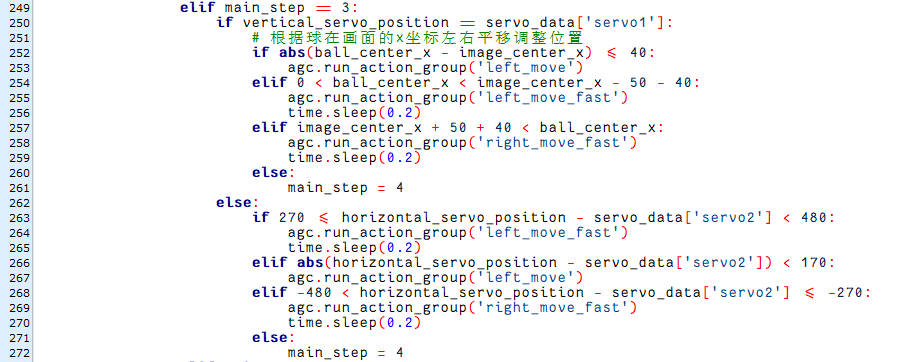 249 elif main_step == 3:
250 if vertical_servo_position == servo_data['servo1']:
251 # 根据球在画面的x坐标左右平移调整位置
252 if abs(ball_center_x - image_center_x) <= 40:
253 agc.run_action_group('left_move')
254 elif 0 < ball_center_x < image_center_x - 50 - 40:
255 agc.run_action_group('left_move_fast')
256 time.sleep(0.2)
257 elif image_center_x + 50 + 40 < ball_center_x:
258 agc.run_action_group('right_move_fast')
259 time.sleep(0.2)
260 else:
261 main_step = 4
262 else:
263 if 270 <= horizontal_servo_position - servo_data['servo2'] < 480:
264 agc.run_action_group('left_move_fast')
265 time.sleep(0.2)
266 elif abs(horizontal_servo_position - servo_data['servo2']) < 170:
267 agc.run_action_group('left_move')
268 elif -480 < horizontal_servo_position - servo_data['servo2'] <= -270:
269 agc.run_action_group('right_move_fast')
270 time.sleep(0.2)
271 else:
272 main_step = 4